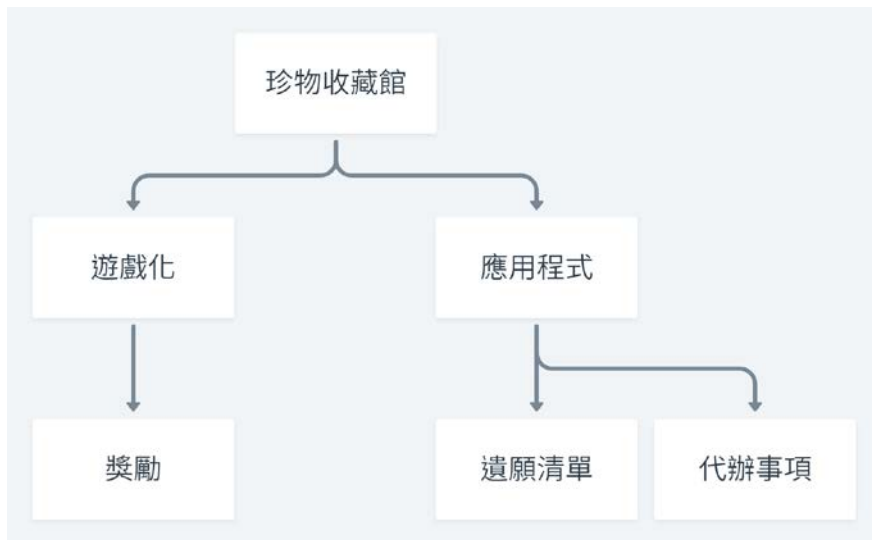 珍物收藏館
遊戲化
應用程式
獎勵
遺願清單
代辦事項